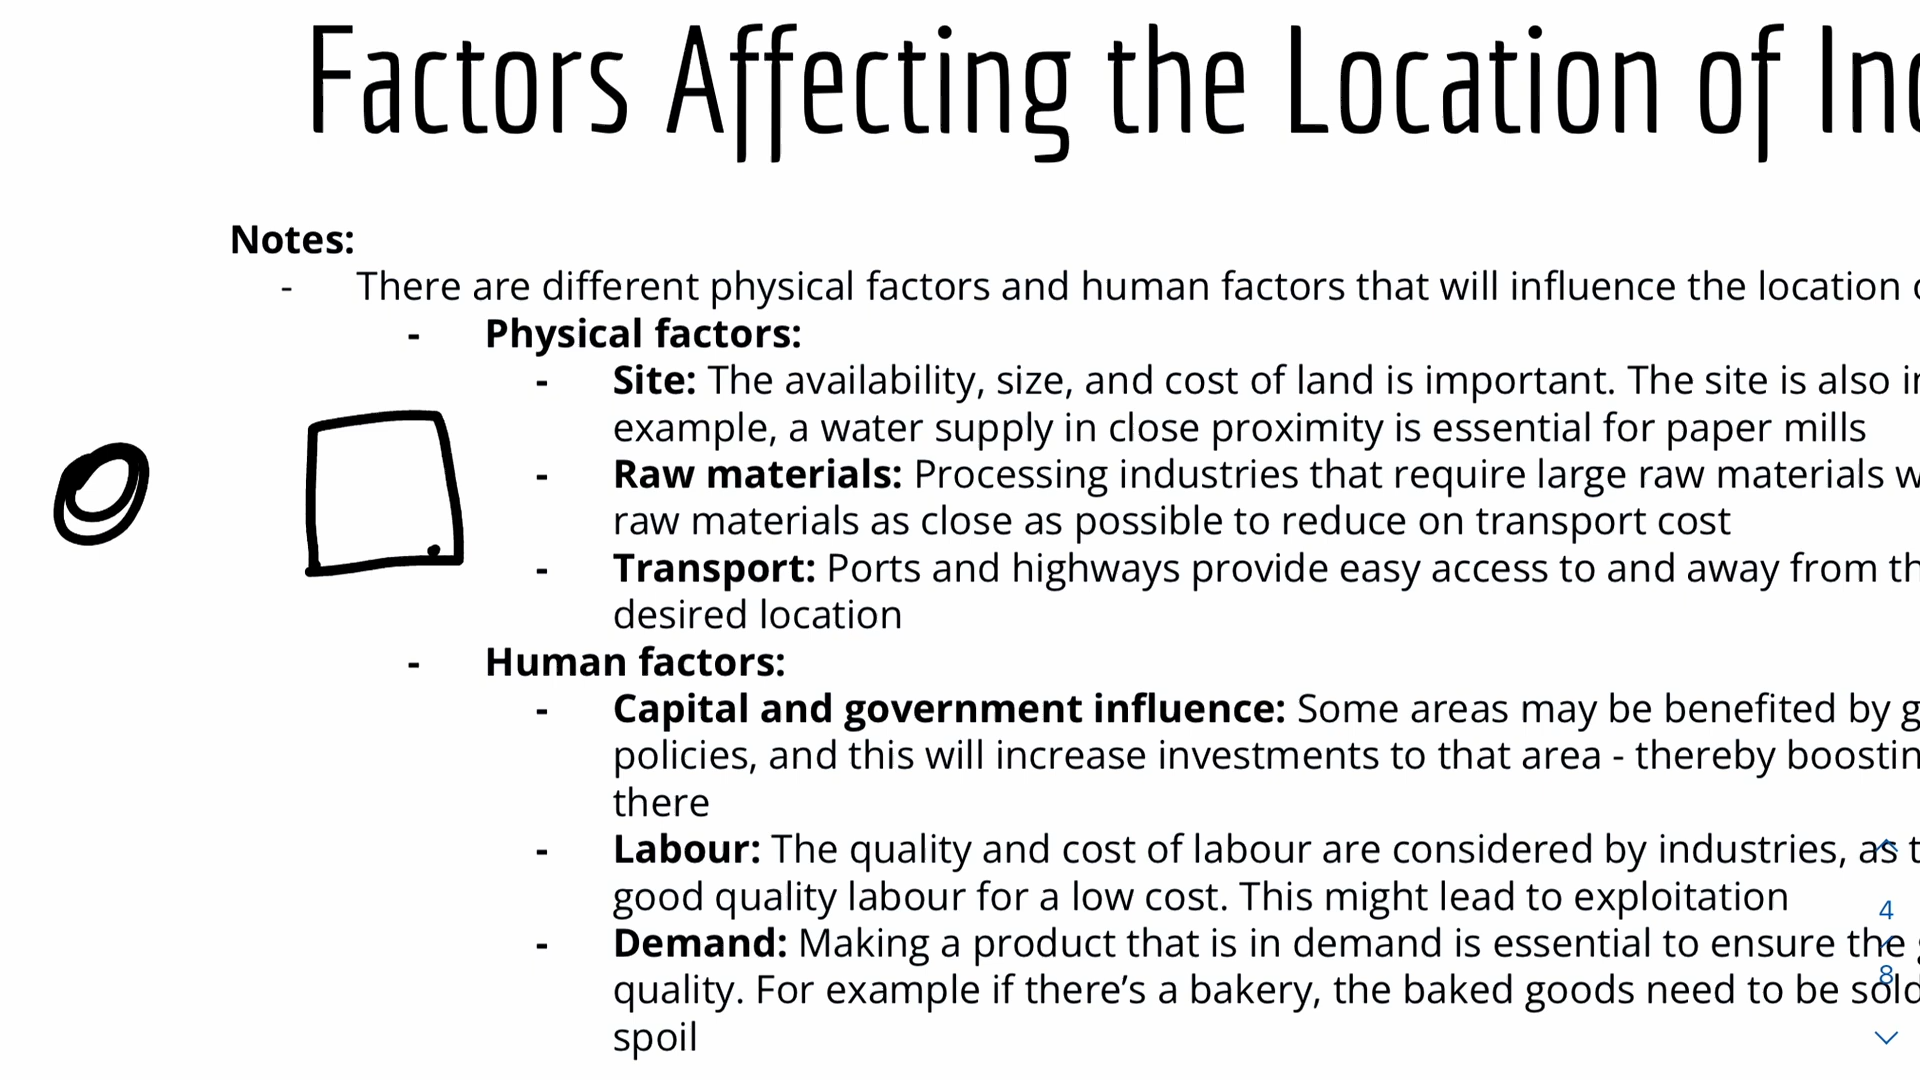 Factors Affecting the Location of
Notes:
- There are different physical factors and human factors that will influence the location
- Physical factors:
- Site: The availability, size, and cost of land is important. The site is also
example, a water supply in close proximity is essential for paper mills
- Raw materials: Processing industries that require large raw materials
raw materials as close as possible to reduce on transport cost
- Transport: Ports and highways provide easy access to and away from
desired location
- Human factors:
- Capital and government influence: Some areas may be benefited by
policies, and this will increase investments to that area - thereby
there
- Labour: The quality and cost of labour are considered by industries, as
good quality labour for a low cost. This might lead to exploitation
4
- Demand: Making a product that is in demand is essential to ensure the
8
quality. For example if there's a bakery, the baked goods need to be sold
spoil